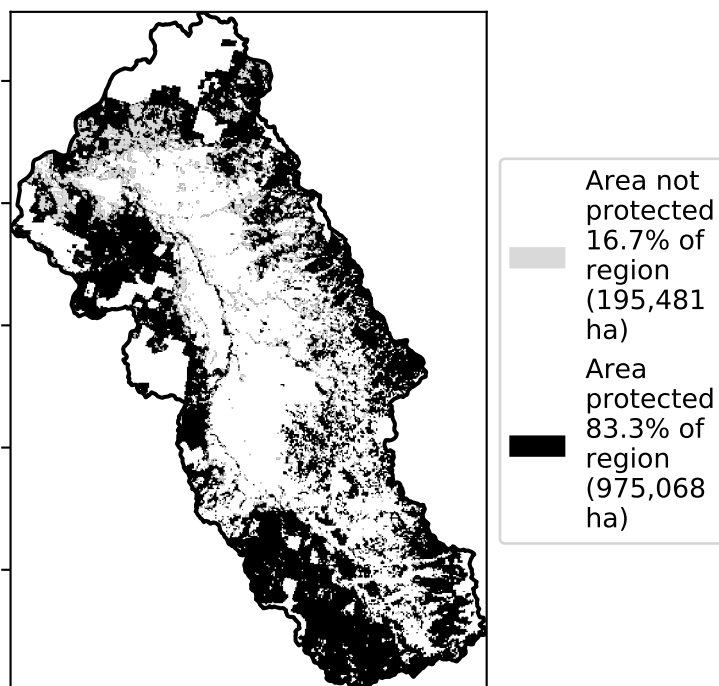 Area not
protected
16.7% of
region
(195,481
ha)
Area
protected
83.3% of
region
(975,068
ha)